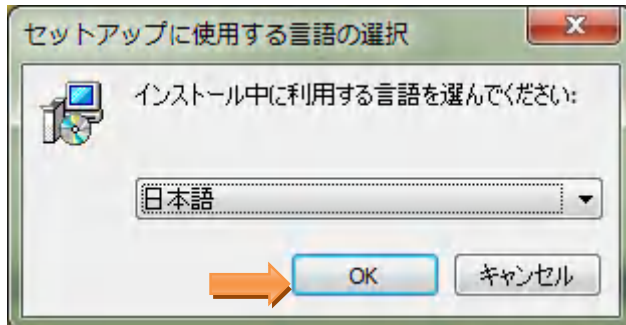 セットアップに使用する言語の選択
インストール中に利用する言語を選んでください:
日本語
OK
キャンセル